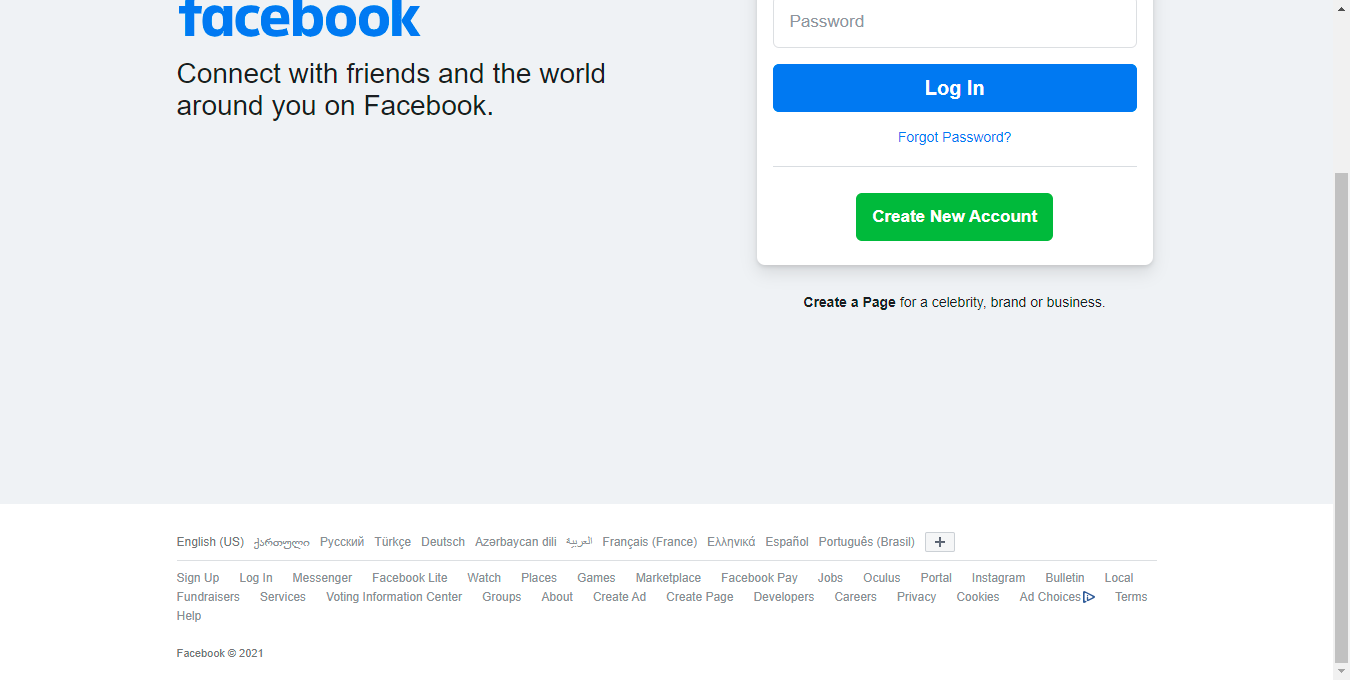 facebook
Connect with friends and the world
around you on Facebook.
Password
Log In
Forgot Password?
Create New Account
Create a Page for a celebrity, brand or business.
English (US) ქართული Русский Türkçe Deutsch Azərbaycan dili العربية Français (France) Ελληνικά Español Português (Brasil)
Sign Up Log In Messenger Facebook Lite Watch Places Games Marketplace Facebook Pay Jobs Oculus Portal Instagram Bulletin Local
Fundraisers Services Voting Information Center Groups About Create Ad Create Page Developers Careers Privacy Cookies Ad Choices Terms
Help
Facebook © 2021